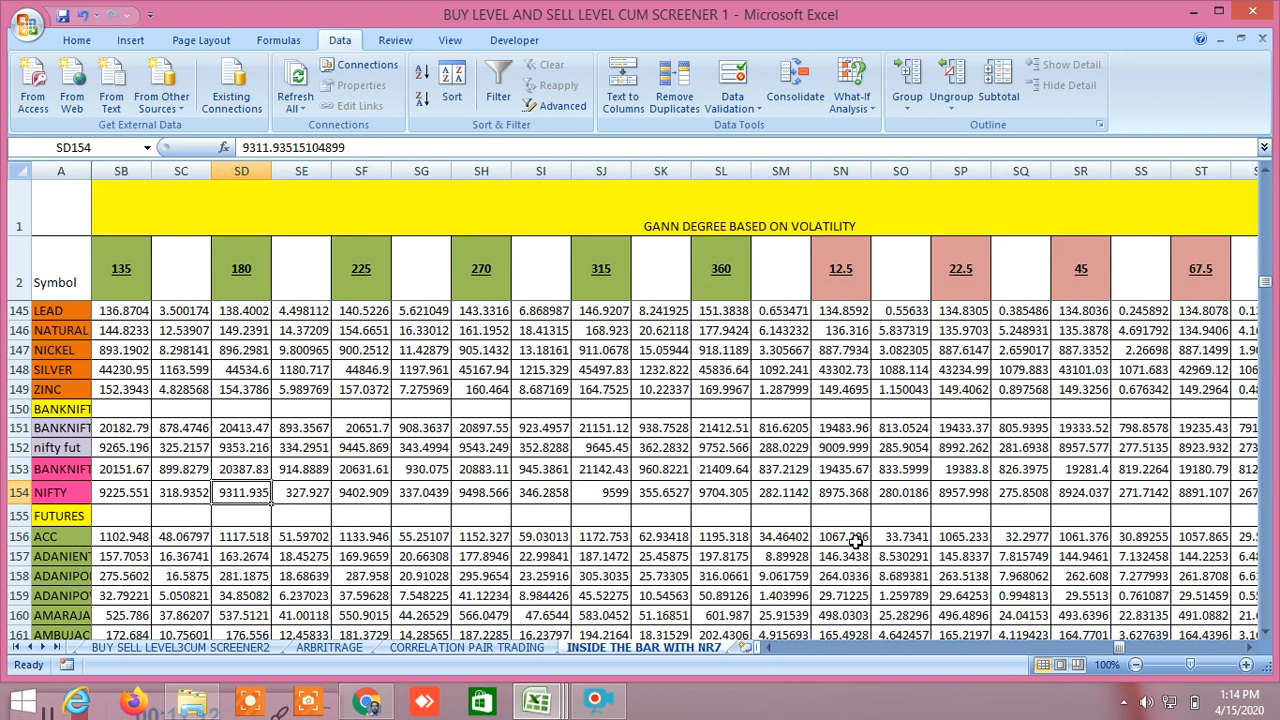 BUY LEVEL AND SELL LEVEL CUM SCREENER 1 - Microsoft Excel
Home Insert Page Layout Formulas Data Review View Developer
From Access From Web From Text From Other Sources Existing Connections Refresh All Connections Properties Edit Links Sort Filter Clear Reapply Advanced Text to Columns Remove Duplicates Data Validation Consolidate What-If Analysis Group Ungroup Subtotal Show Detail Hide Detail
Get External Data Connections Sort & Filter Data Tools Outline
SD154 fx 9311.93515104899
A SB SC SD SE SF SG SH SI SJ SK SL SM SN SO SP SQ SR SS ST
1 GANN DEGREE BASED ON VOLATILITY
2 Symbol 135 180 225 270 315 360 12.5 22.5 45 67.5
145 LEAD 136.8704 3.500174 138.4002 4.498112 140.5226 5.621049 143.3316 6.868987 146.9207 8.241925 151.3838 0.653471 134.8592 0.55633 134.8305 0.385486 134.8036 0.245591 134.8078
146 NATURAL 144.8233 12.53907 149.2391 14.37209 154.6651 16.33012 161.1952 18.41315 168.923 20.62118 177.9424 6.143232 136.316 5.837319 135.9703 5.248931 135.3878 4.691792 134.9406
147 NICKEL 893.1902 8.298141 896.2981 9.800965 900.2512 11.42879 905.1432 13.18161 911.0678 15.05944 918.1189 3.305667 887.7934 3.082305 887.6147 2.659017 887.3352 2.26698 887.1499
148 SILVER 44230.95 1163.599 44534.6 1180.717 44846.9 1197.961 45167.94 1215.329 45497.83 1232.822 45836.64 1092.241 43302.73 1088.114 43234.99 1079.883 43101.03 1071.683 42969.12
149 ZINC 152.3943 4.828568 154.3786 5.989769 157.0372 7.275969 160.464 8.687169 164.7525 10.22337 169.9967 1.287899 149.4695 1.150043 149.4062 0.897568 149.3256 0.676342 149.2964
150 BANKNIFT
151 BANKNIFT 20182.79 878.4746 20413.47 893.3567 20651.7 908.3637 20897.55 923.4957 21151.12 938.7528 21412.51 816.6205 19483.96 813.0524 19433.37 805.9395 19333.52 798.8578 19235.43
152 nifty fut 9265.196 325.2157 9353.216 334.2951 9445.869 343.4994 9543.249 352.8288 9645.45 362.2832 9752.566 288.0011 9009.999 285.9054 8992.262 281.6938 8957.577 277.5135 8923.932
153 BANKNIFT 20151.67 899.8279 20387.83 914.8889 20631.61 930.075 20883.11 945.3861 21142.43 960.8221 21409.64 837.2129 19435.67 833.5999 19383.8 826.3975 19281.4 819.2264 19180.79
154 NIFTY 9225.551 318.9352 9311.935 327.927 9402.909 337.0439 9498.566 346.2858 9599 355.6527 9704.305 282.1142 8975.368 280.0186 8957.998 275.8508 8924.037 271.7142 8891.107
155 FUTURES
156 ACC 1102.948 48.06797 1117.518 51.59702 1133.946 55.25107 1152.327 59.03013 1172.753 62.93418 1195.318 34.46402 33.7341 1065.233 32.2977 1061.376 30.89255 1057.865
157 ADANIENT 157.7053 16.36741 163.2674 18.45275 169.9659 20.66308 177.8946 22.99841 187.1472 25.45875 197.817 8.89928 146.3438 8.530291 145.8337 7.815749 144.9461 7.132458 144.2253
158 ADANIPO 275.5602 16.5875 281.1875 18.68639 287.958 20.91028 295.9654 23.25916 305.3035 25.73305 316.0661 9.061759 264.0336 8.689381 263.5138 7.968062 262.608 7.277993 261.8708
159 ADANIPO 32.79221 5.050821 34.85082 6.237023 37.59628 7.548225 41.12234 8.984426 45.52275 10.54563 50.89126 1.403996 29.71225 1.259789 29.64253 0.994813 29.5515 0.761087 29.51459
160 AMARAJA 525.786 37.86207 537.5121 41.00118 550.9015 44.26529 566.0479 47.6544 583.0452 51.16851 601.987 25.91539 498.0303 25.28296 496.4896 24.04153 493.6396 22.83135 491.0882
161 AMBUJAC 172.684 10.75601 176.556 12.45833 181.3729 14.28565 187.2285 16.23797 194.2164 18.31529 202.4306 4.915693 165.4928 4.642457 165.2197 4.119423 164.7701 3.62764 164.4396
BUY SELL LEVEL3CUM SCREENER2 ARBRITRAGE CORRELATION PAIR TRADING INSIDE THE BAR WITH NR7
Ready 100%
1:14 PM
4/15/2020